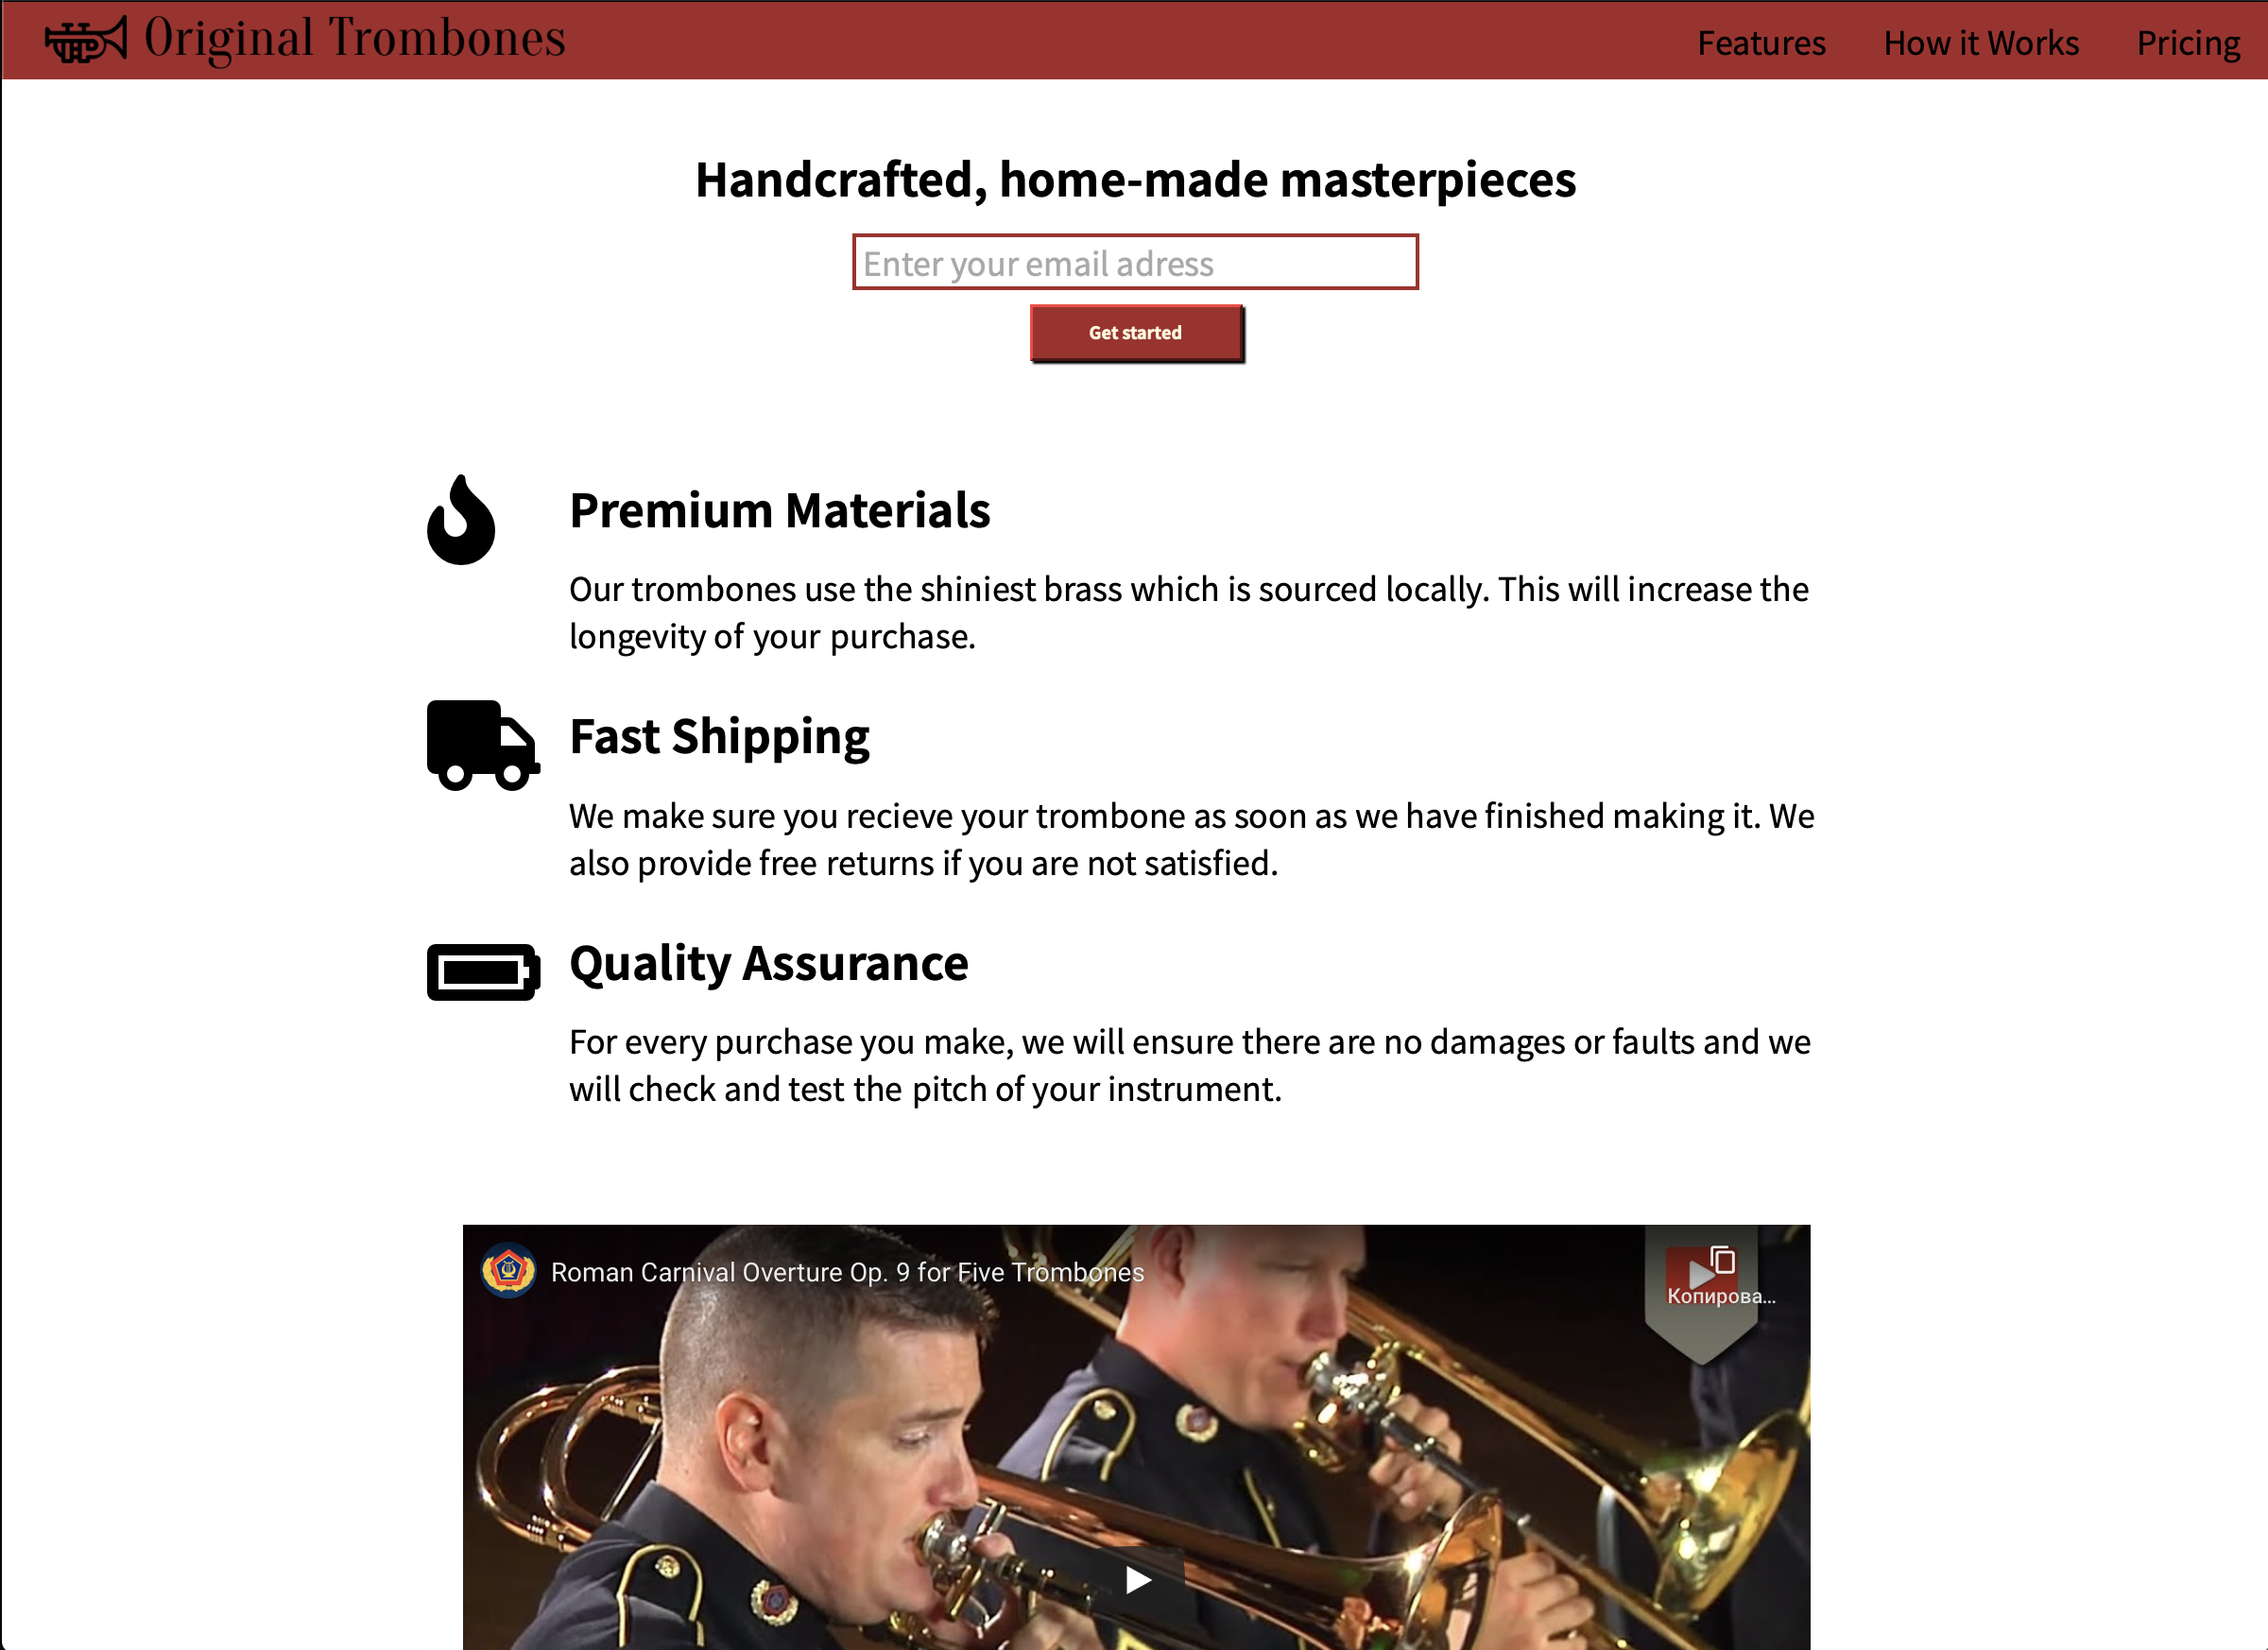 Original Trombones
Features
How it Works
Pricing
Handcrafted, home-made masterpieces
Enter your email adress
Get started
Premium Materials
Our trombones use the shiniest brass which is sourced locally. This will increase the
longevity of your purchase.
Fast Shipping
We make sure you recieve your trombone as soon as we have finished making it. We
also provide free returns if you are not satisfied.
Quality Assurance
For every purchase you make, we will ensure there are no damages or faults and we
will check and test the pitch of your instrument.
Roman Carnival Overture Op. 9 for Five Trombones
Копирова...